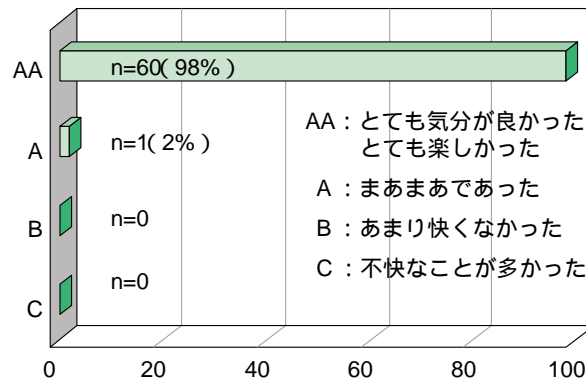 AA
n=60(98%)
A
n=1(2%)
B
n=0
C
n=0
AA:とても気分が良かった
とても楽しかった
A:まあまあであった
B:あまり快くなかった
C:不快なことが多かった
0 20 40 60 80 100